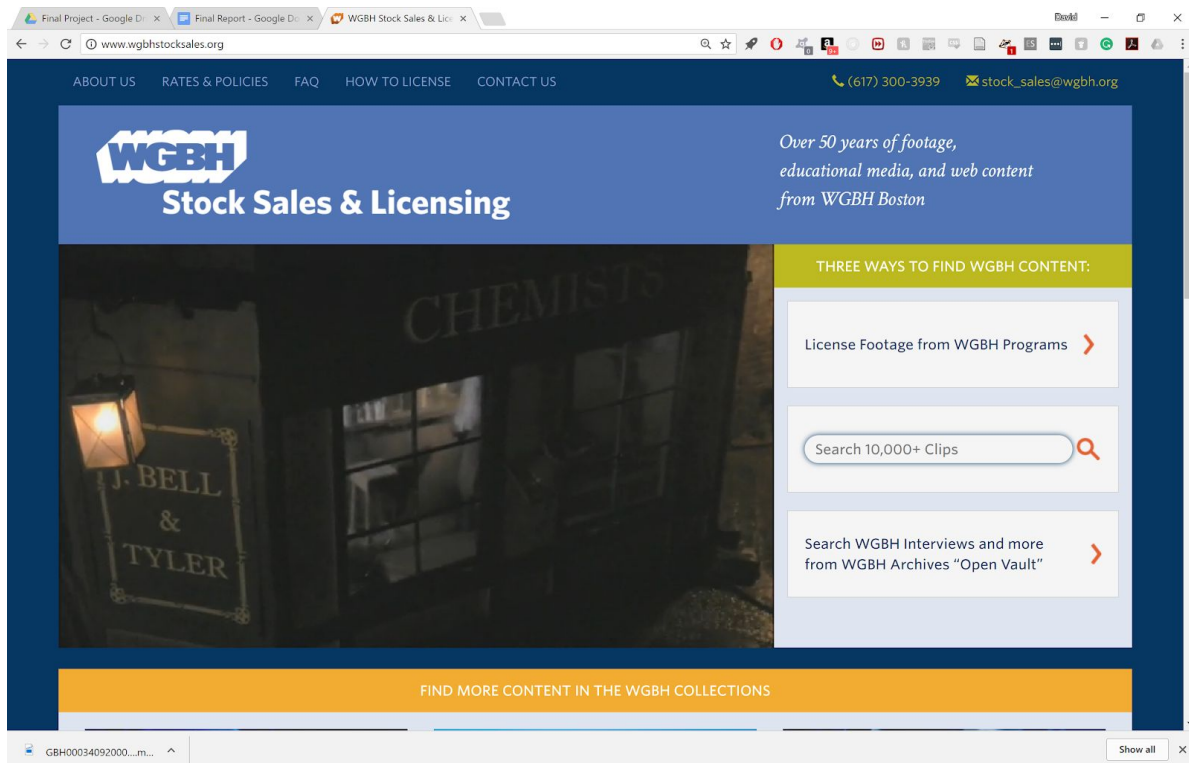 Final Project - Google Dr
Final Report - Google Do
WGBH Stock Sales & Lice
David
www.wgbhstocksales.org
ABOUT US
RATES & POLICIES
FAQ
HOW TO LICENSE
CONTACT US
(617) 300-3939
stock_sales@wgbh.org
WGBH
Stock Sales & Licensing
Over 50 years of footage,
educational media, and web content
from WGBH Boston
CHEMISTS
J. BELL
&
TYLER
THREE WAYS TO FIND WGBH CONTENT:
License Footage from WGBH Programs
Search 10,000+ Clips
Search WGBH Interviews and more
from WGBH Archives “Open Vault”
FIND MORE CONTENT IN THE WGBH COLLECTIONS
GBH00034092000....m...
Show all